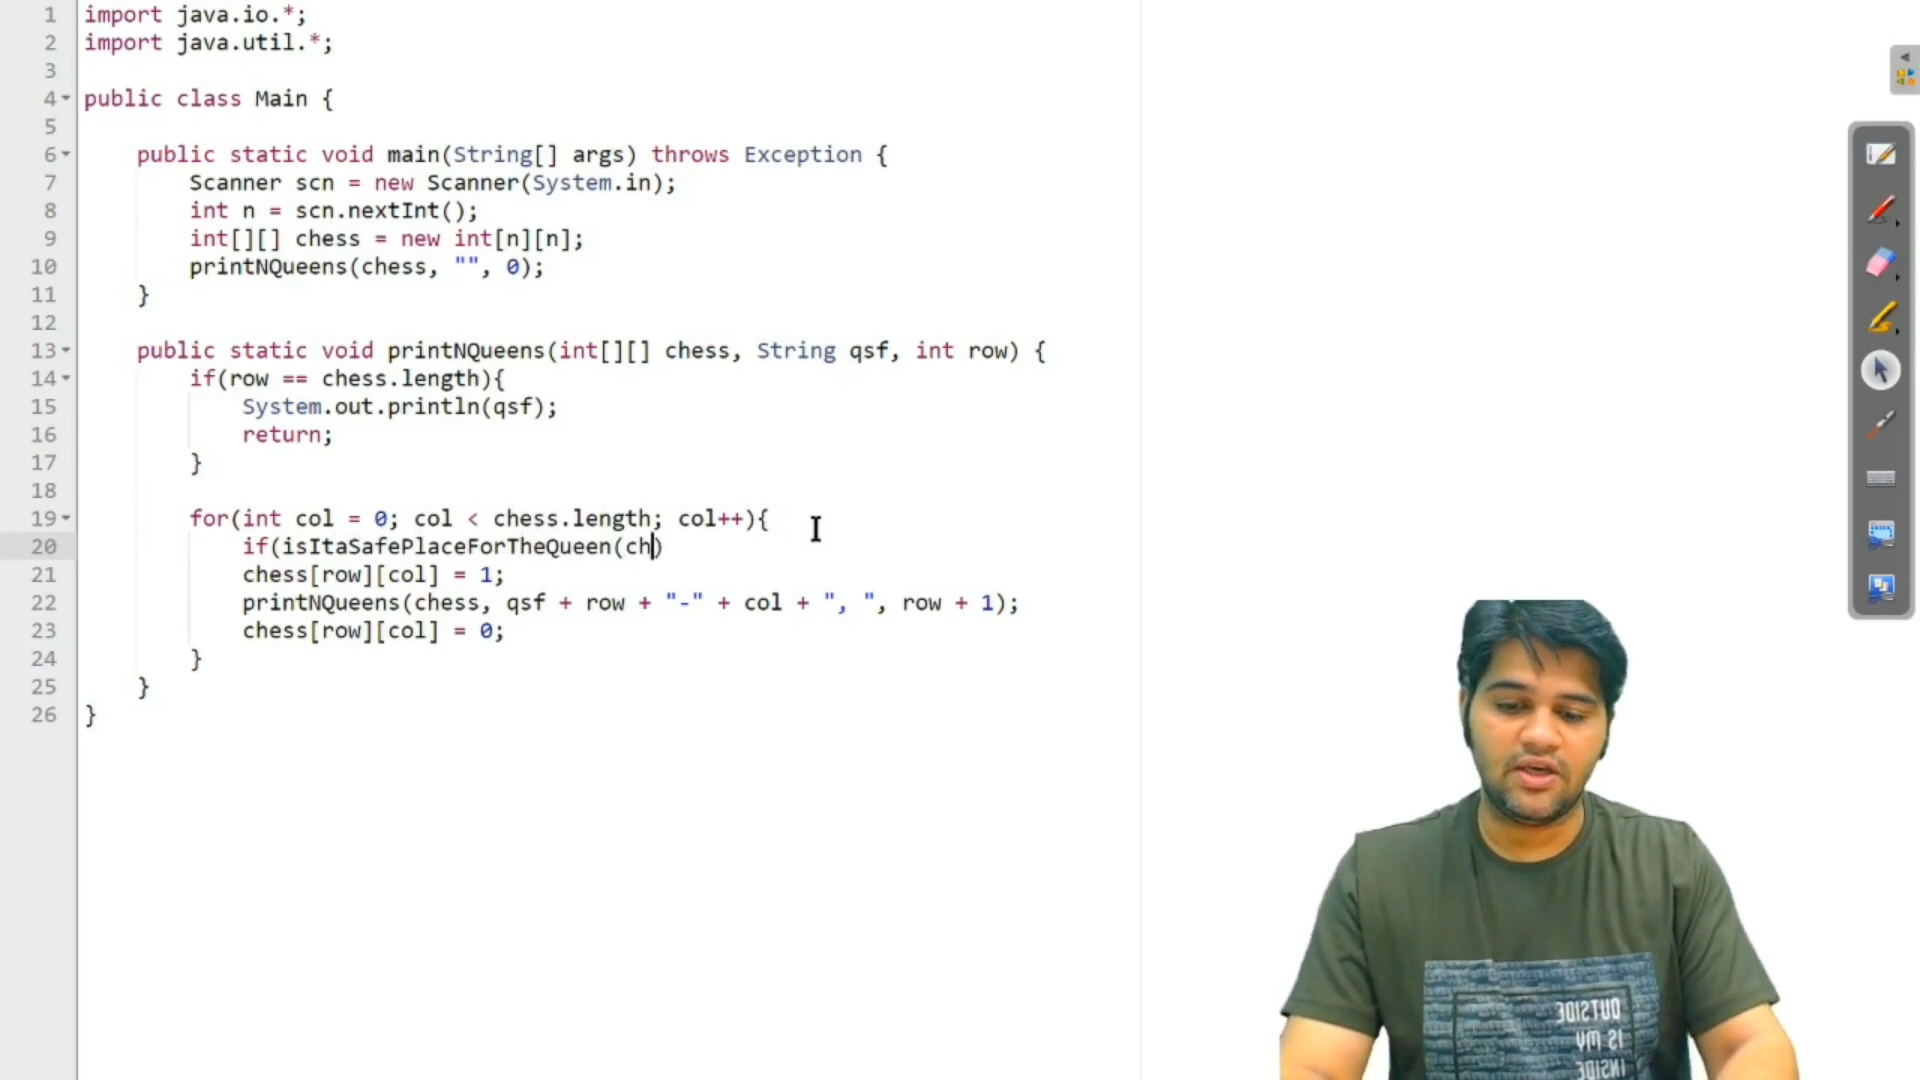 1 import java.io.*;
2 import java.util.*;
3
4 public class Main {
5
6 public static void main(String[] args) throws Exception {
7 Scanner scn = new Scanner(System.in);
8 int n = scn.nextInt();
9 int[][] chess = new int[n][n];
10 printNQueens(chess, "", 0);
11 }
12
13 public static void printNQueens(int[][] chess, String qsf, int row) {
14 if(row == chess.length){
15 System.out.println(qsf);
16 return;
17 }
18
19 for(int col = 0; col < chess.length; col++){
20 if(isItaSafePlaceForTheQueen(ch)
21 chess[row][col] = 1;
22 printNQueens(chess, qsf + row + "-" + col + ", ", row + 1);
23 chess[row][col] = 0;
24 }
25 }
26 }
OUTSIDE
IS MY
INSIDE